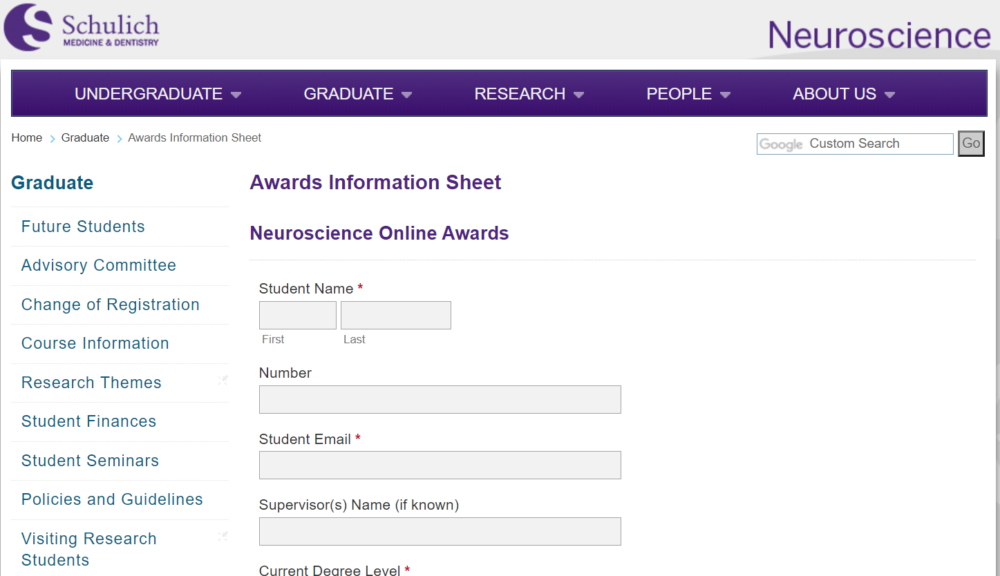 Schulich
MEDICINE & DENTISTRY
Neuroscience
UNDERGRADUATE GRADUATE RESEARCH PEOPLE ABOUT US
Home > Graduate > Awards Information Sheet
Google Custom Search Go
Graduate
Future Students
Advisory Committee
Change of Registration
Course Information
Research Themes
Student Finances
Student Seminars
Policies and Guidelines
Visiting Research
Students
Awards Information Sheet
Neuroscience Online Awards
Student Name *
First Last
Number
Student Email *
Supervisor(s) Name (if known)
Current Degree Level *